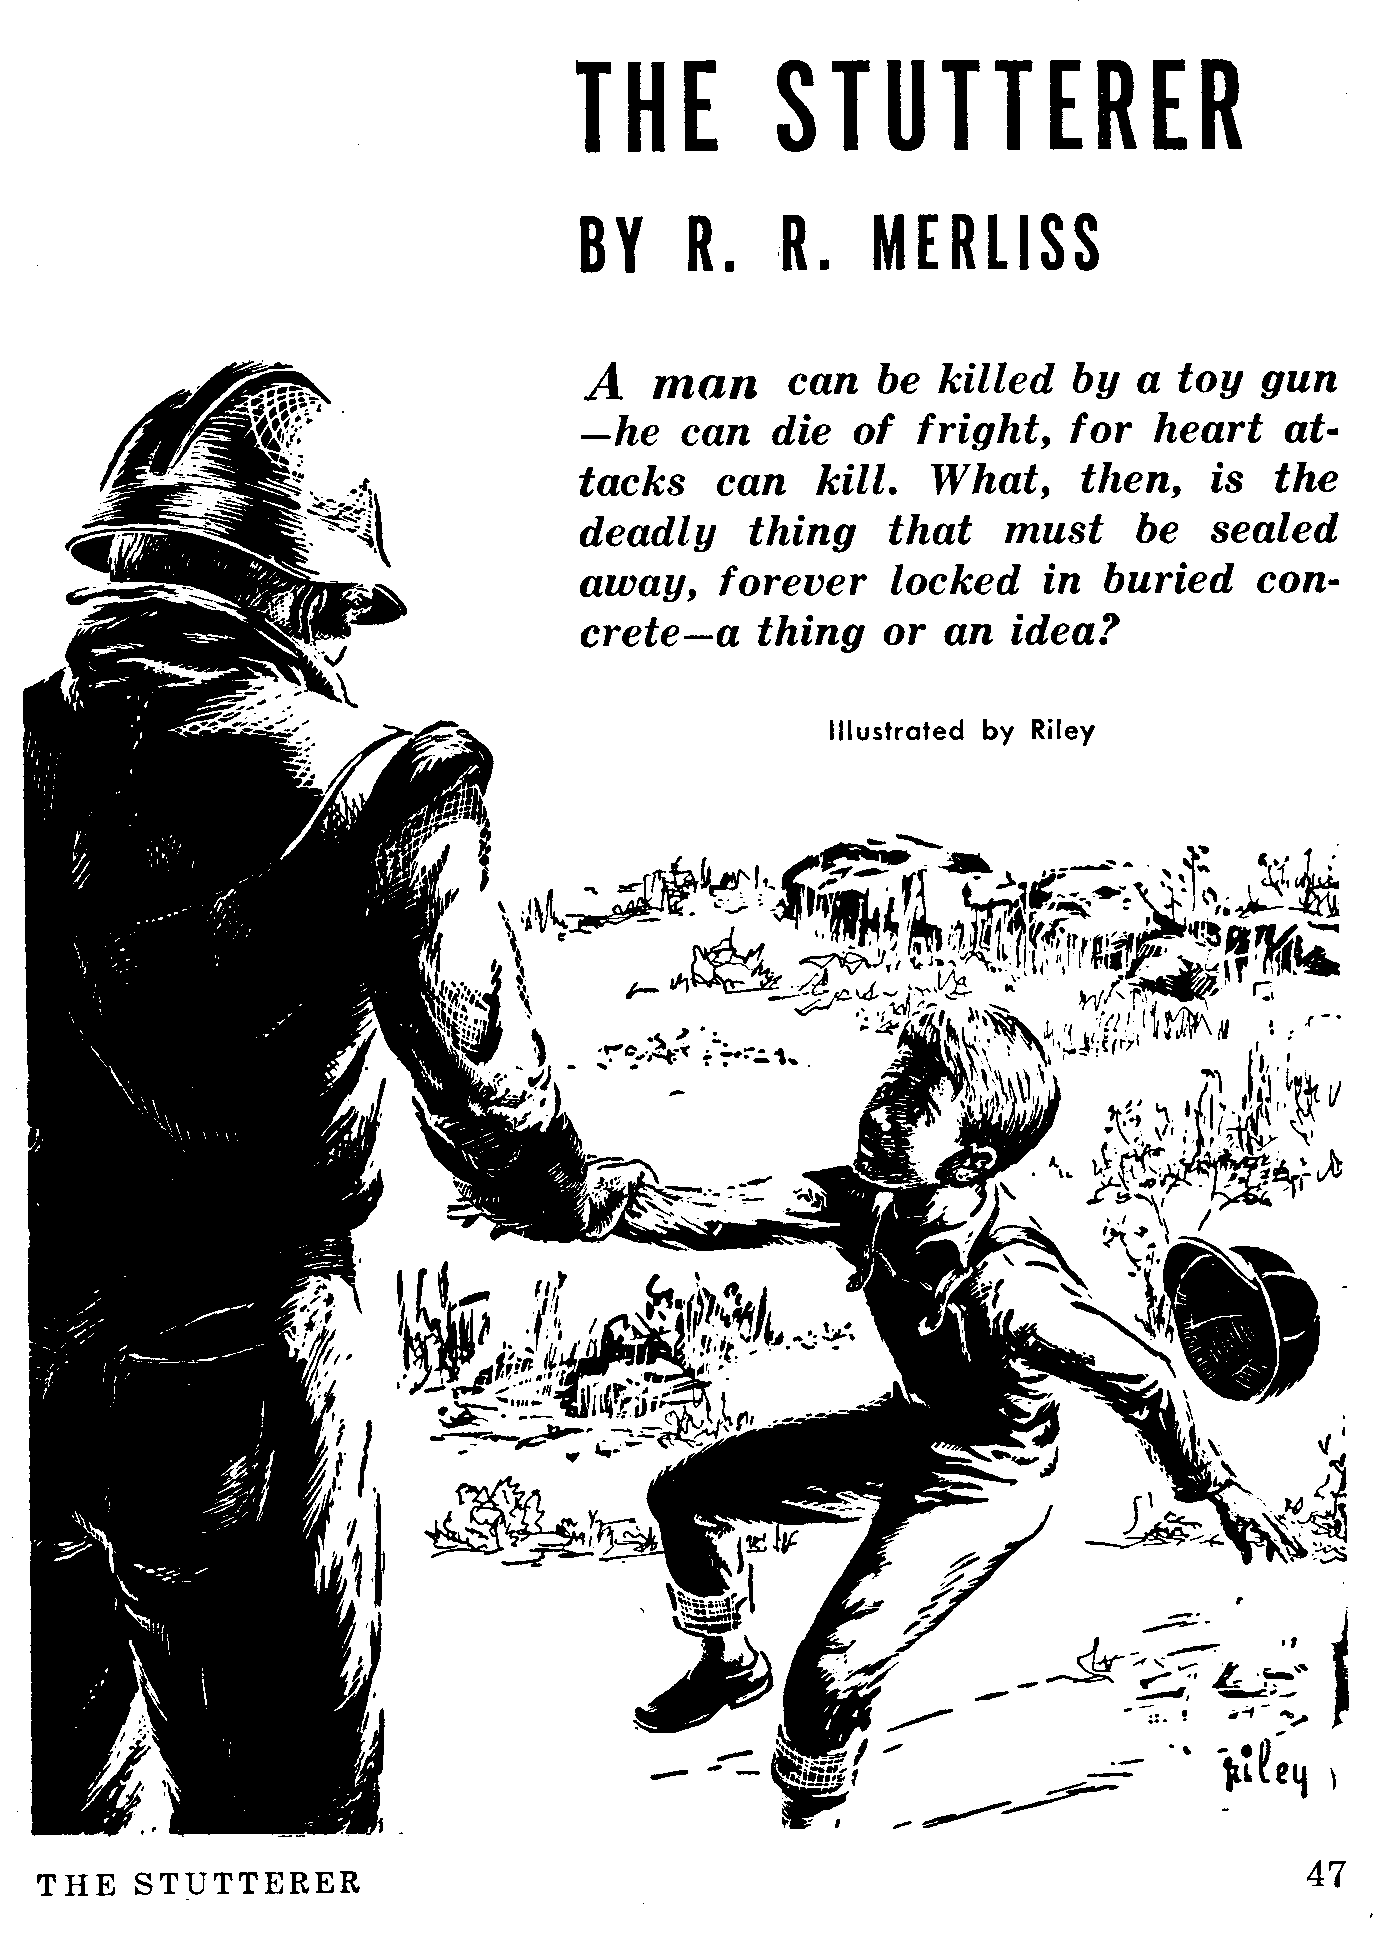 THE STUTTERER
BY R. R. MERLISS
A man can be killed by a toy gun
—he can die of fright, for heart at-
tacks can kill. What, then, is the
deadly thing that must be sealed
away, forever locked in buried con-
crete—a thing or an idea?
Illustrated by Riley
riley
THE STUTTERER
47